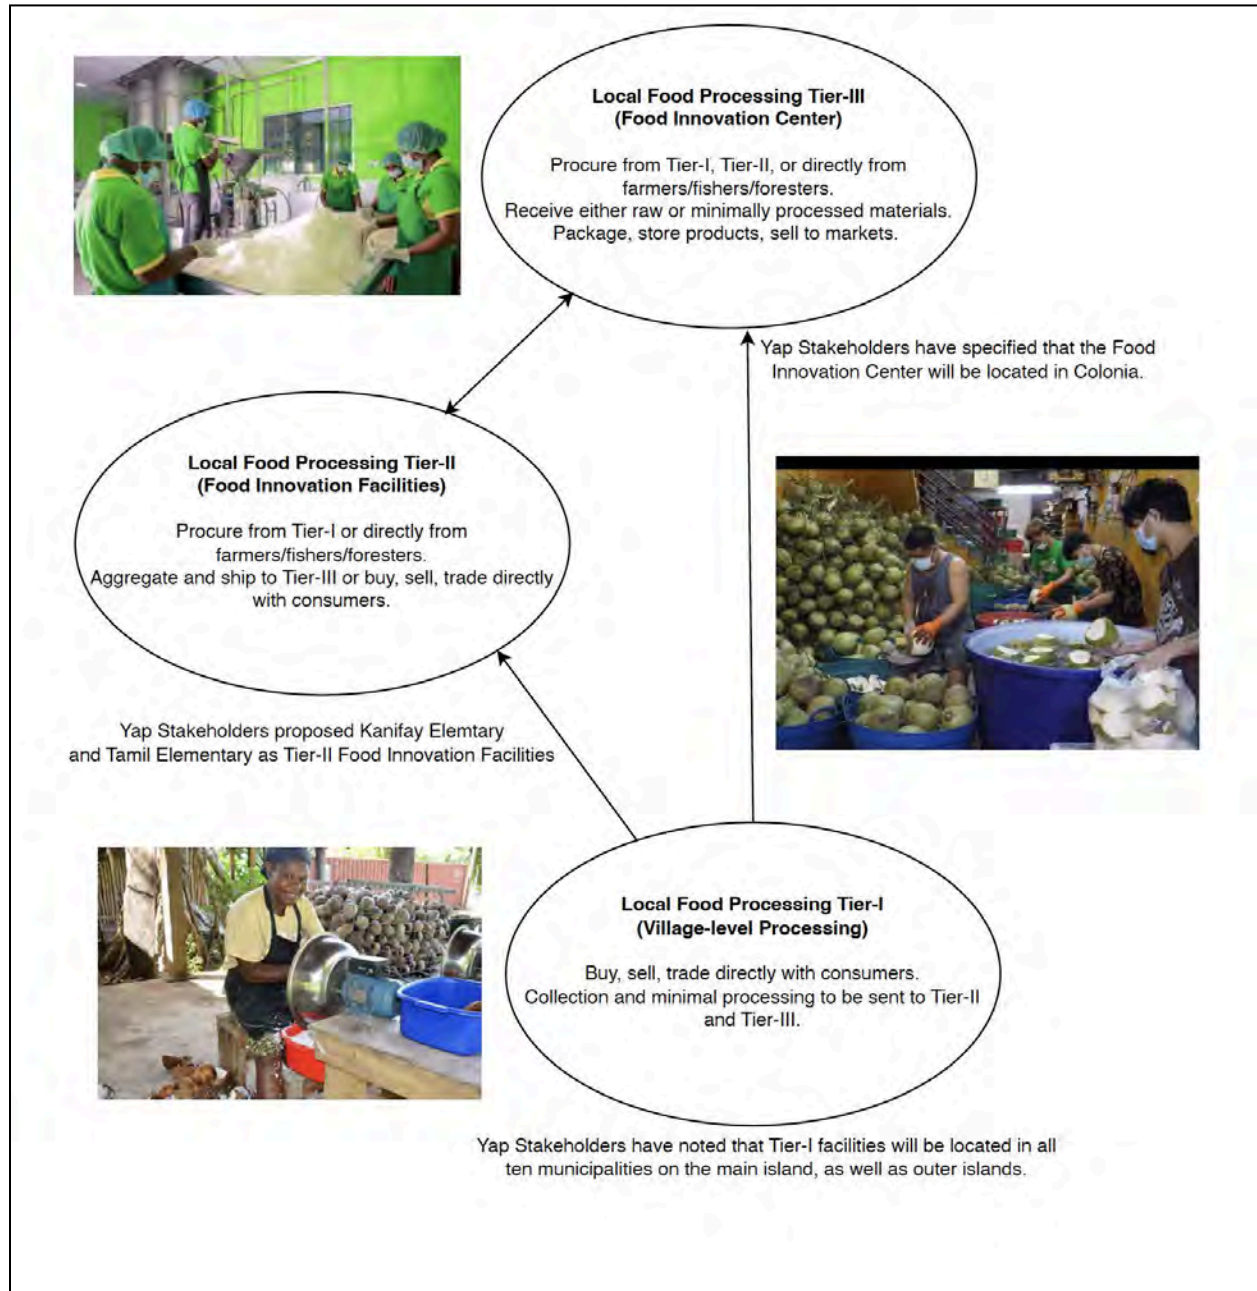 Local Food Processing Tier-III
(Food Innovation Center)
Procure from Tier-I, Tier-II, or directly from
farmers/fishers/foresters.
Receive either raw or minimally processed materials.
Package, store products, sell to markets.
Yap Stakeholders have specified that the Food
Innovation Center will be located in Colonia.
Local Food Processing Tier-II
(Food Innovation Facilities)
Procure from Tier-I or directly from
farmers/fishers/foresters.
Aggregate and ship to Tier-III or buy, sell, trade directly
with consumers.
Yap Stakeholders proposed Kanifay Elemtary
and Tamil Elementary as Tier-II Food Innovation Facilities
Local Food Processing Tier-I
(Village-level Processing)
Buy, sell, trade directly with consumers.
Collection and minimal processing to be sent to Tier-II
and Tier-III.
Yap Stakeholders have noted that Tier-I facilities will be located in all
ten municipalities on the main island, as well as outer islands.